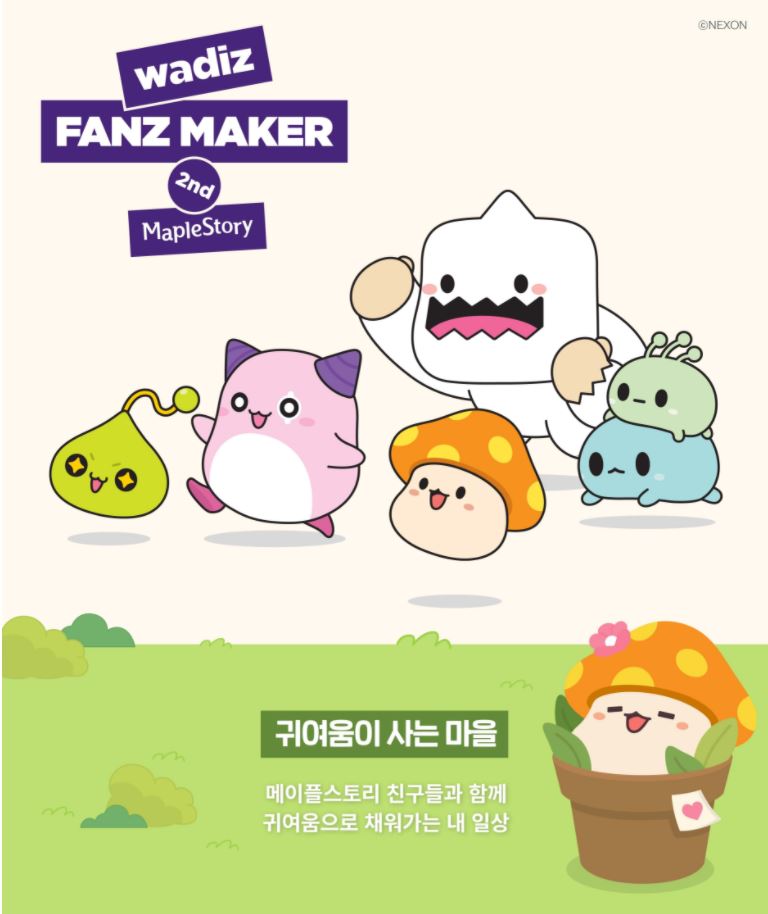 ©NEXON
wadiz
FANZ MAKER
2nd
MapleStory
귀여움이 사는 마을
메이플스토리 친구들과 함께
귀여움으로 채워가는 내 일상